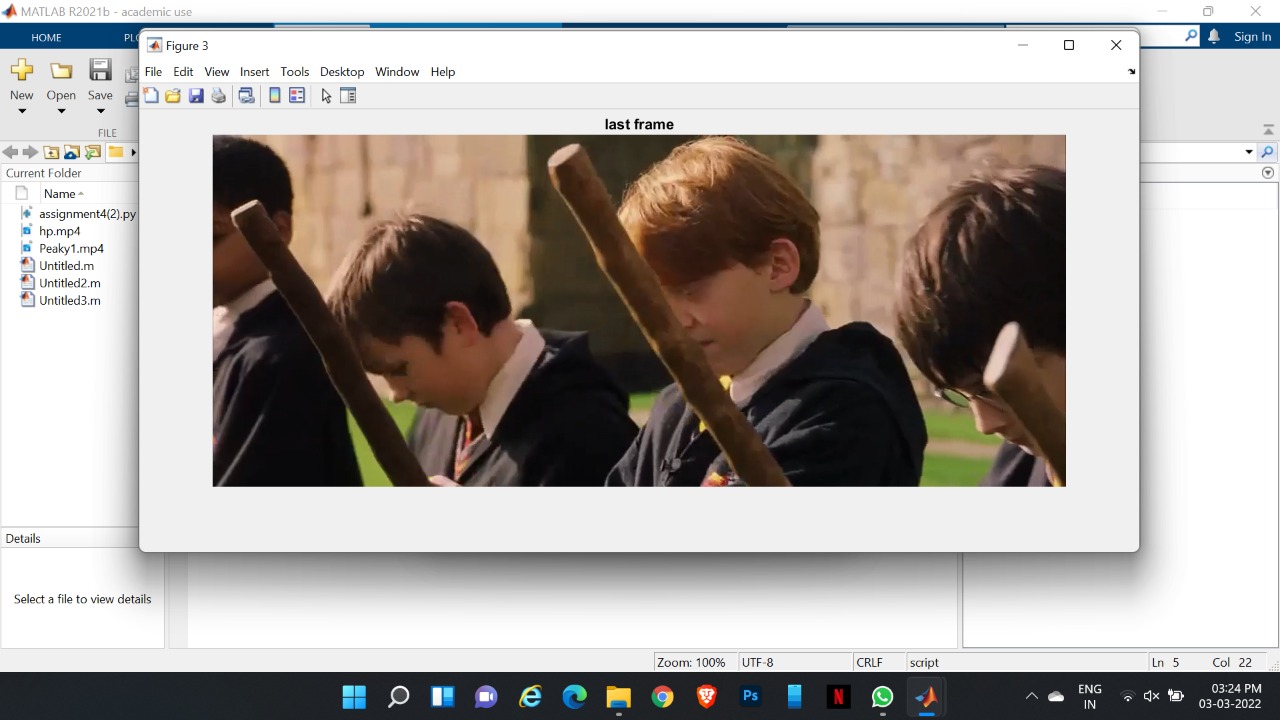 MATLAB R2021b - academic use
HOME
Sign In
Figure 3
File Edit View Insert Tools Desktop Window Help
New
Open
Save
FILE
last frame
Current Folder
Name
assignment4(2).py
hp.mp4
Peaky1.mp4
Untitled.m
Untitled2.m
Untitled3.m
Details
Select a file to view details
Zoom: 100% UTF-8 CRLF script Ln 5 Col 22
Ps
N
ENG
IN
03:24 PM
03-03-2022